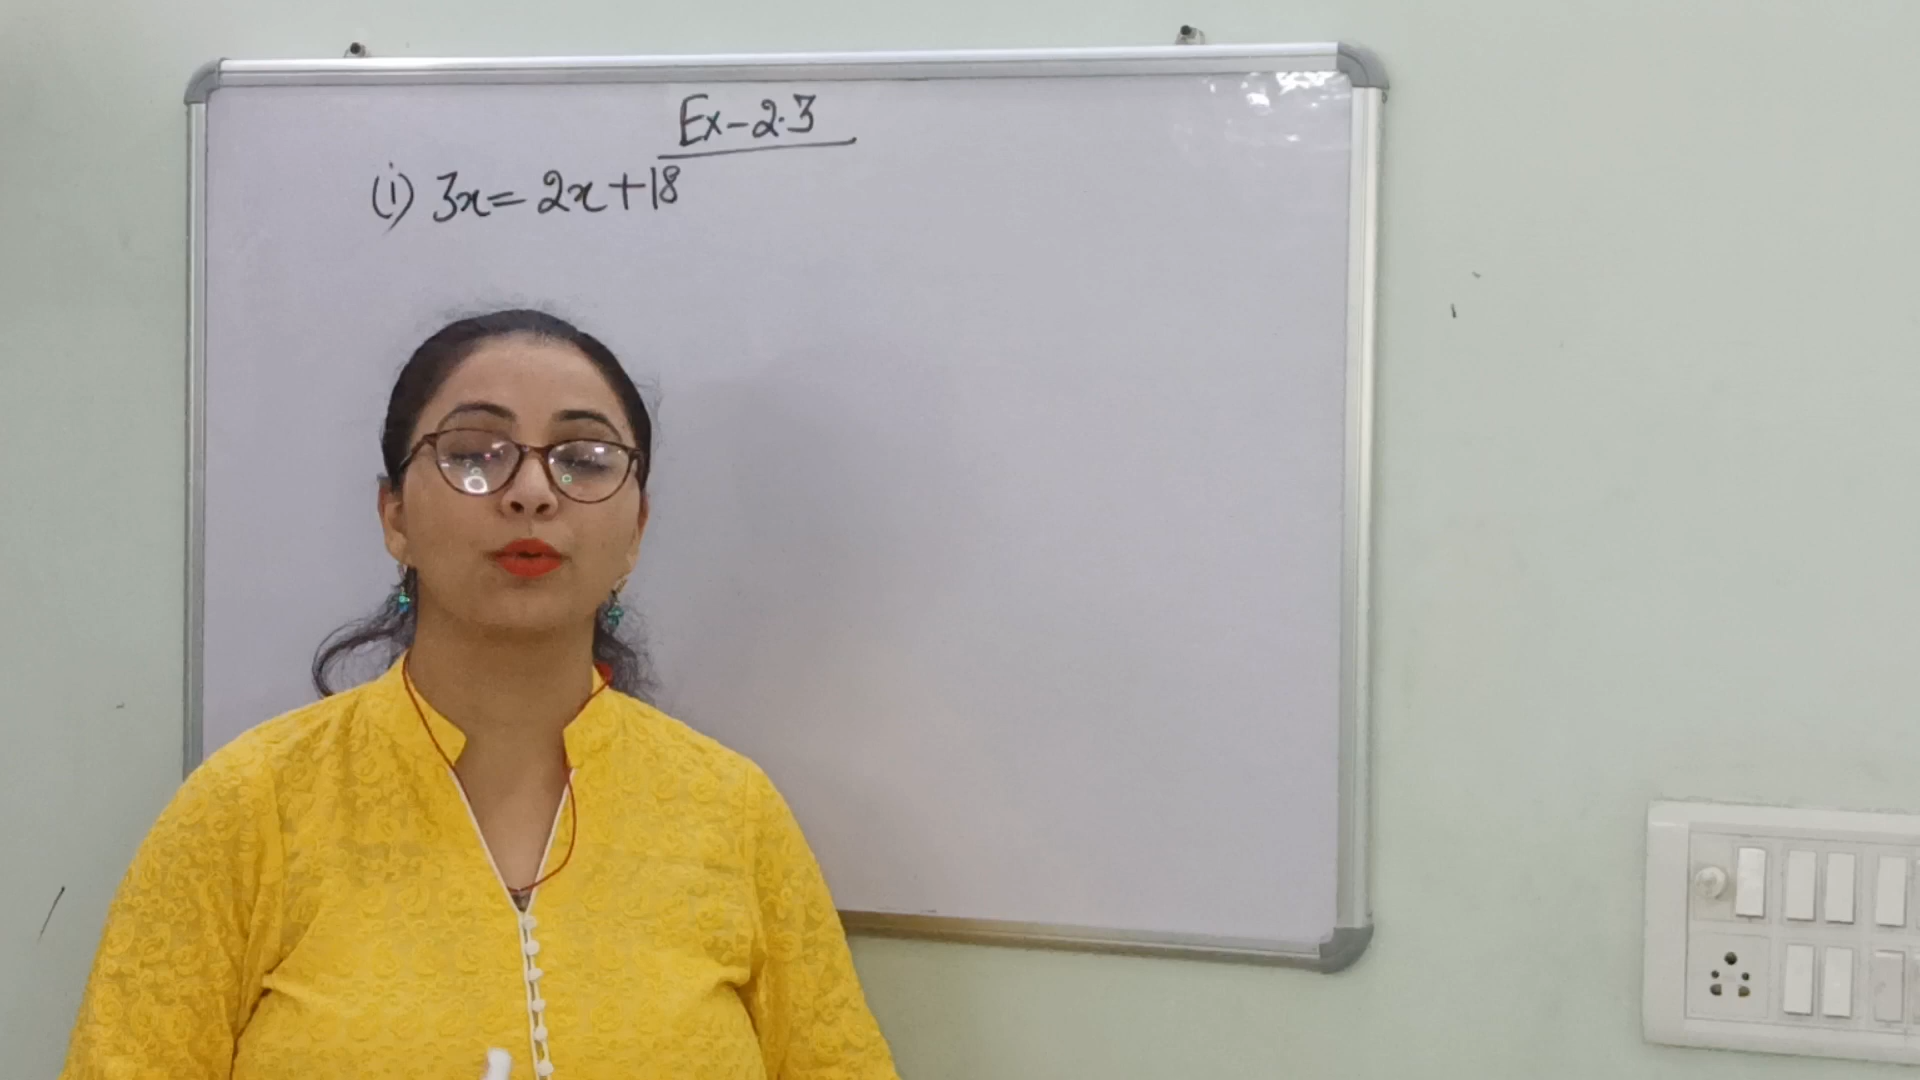 Ex-2.3
(i) 3x = 2x + 18